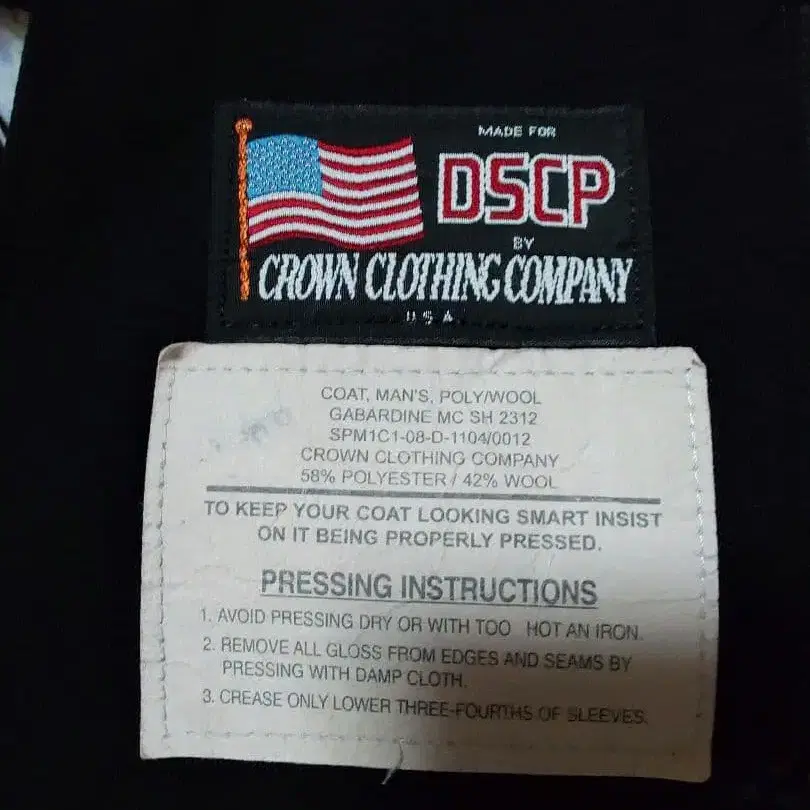 MADE FOR
DSCP
BY
CROWN CLOTHING COMPANY
U S A
COAT, MAN'S, POLY/WOOL
GABARDINE MC SH 2312
SPM1C1-08-D-1104/0012
CROWN CLOTHING COMPANY
58% POLYESTER / 42% WOOL
TO KEEP YOUR COAT LOOKING SMART INSIST
ON IT BEING PROPERLY PRESSED.
PRESSING INSTRUCTIONS
1. AVOID PRESSING DRY OR WITH TOO HOT AN IRON.
2. REMOVE ALL GLOSS FROM EDGES AND SEAMS BY
PRESSING WITH DAMP CLOTH.
3. CREASE ONLY LOWER THREE-FOURTHS OF SLEEVES.